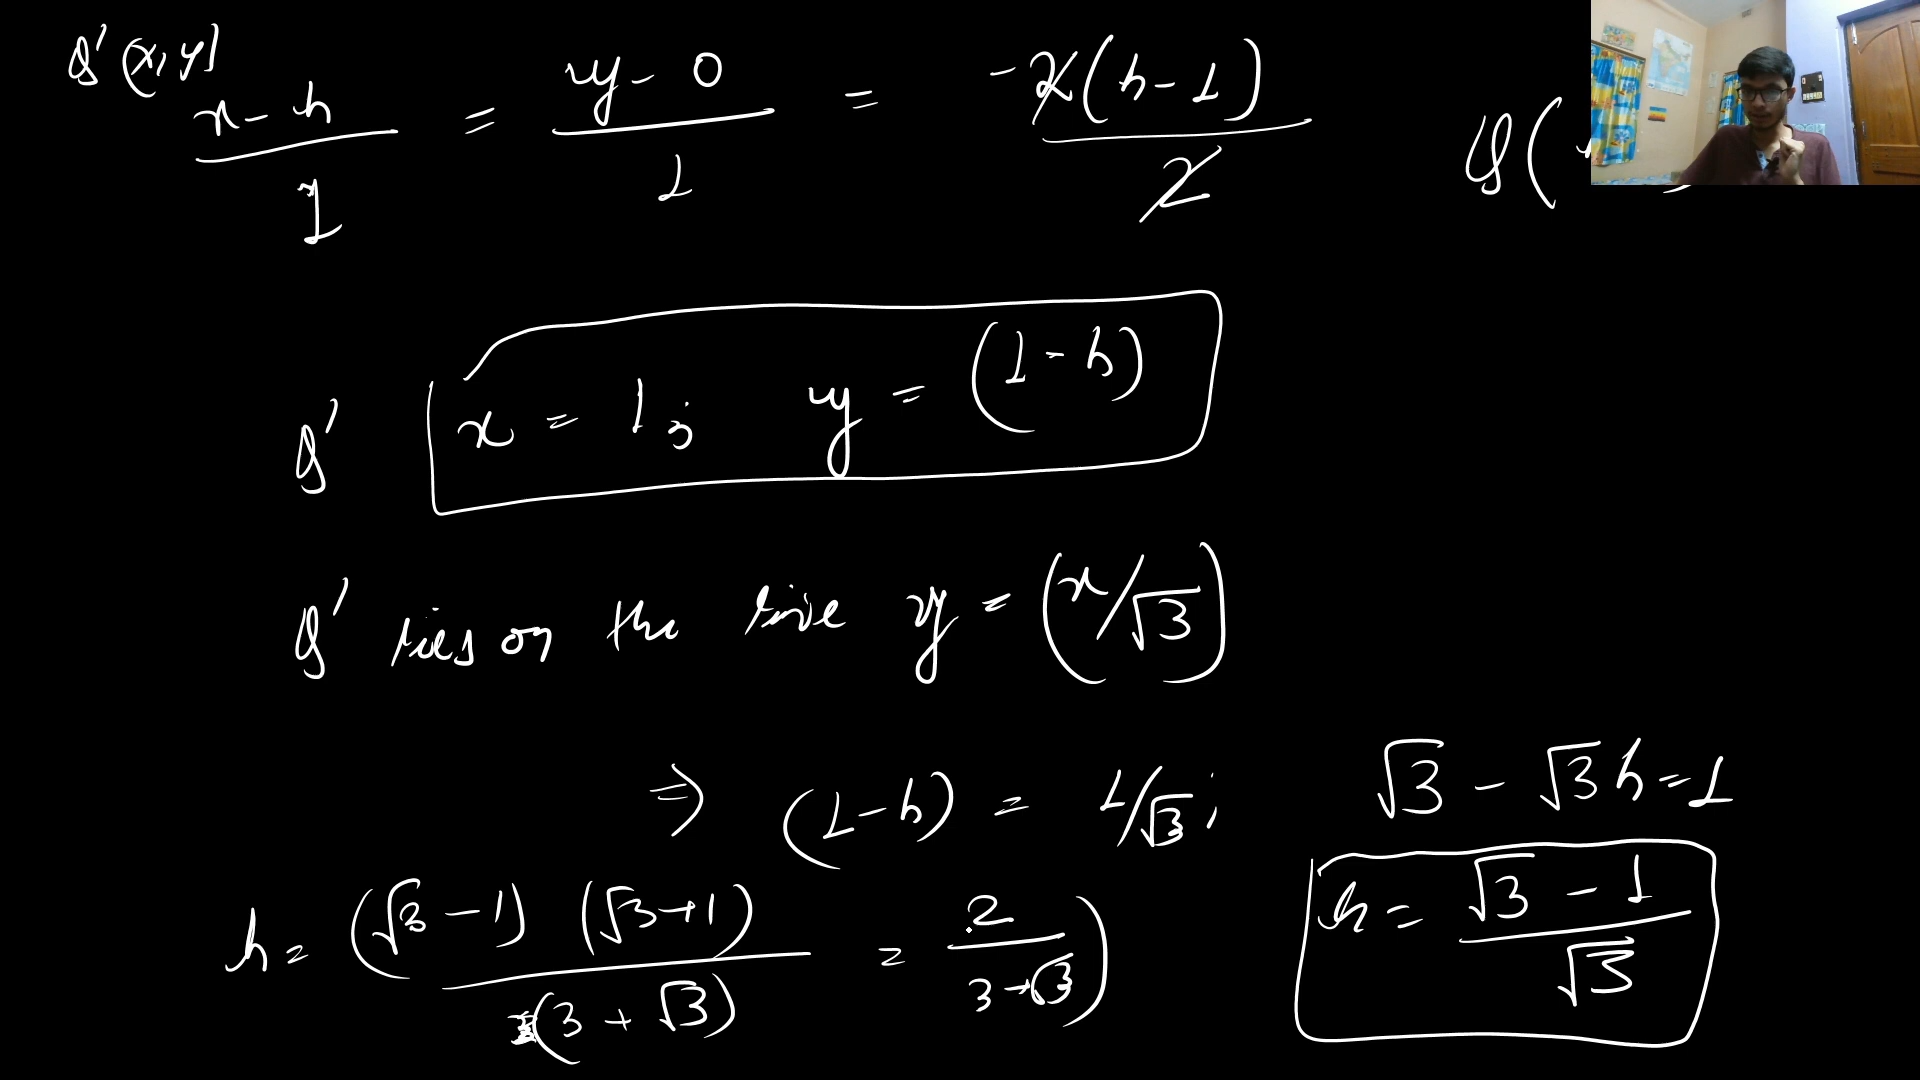 Q' (x, y)
(x - h)/1 = (y - 0)/1 = -2(h - 1)/2 Q(
Q' x = 1 ; y = (1 - h)
Q' lies on the line y = (x/√3)
⇒ (1 - h) = 1/√3 ; √3 - √3 h = 1
h = (√3 - 1) (√3 + 1)/(3 + √3) = 2/(3 + √3)) h = (√3 - 1)/√3